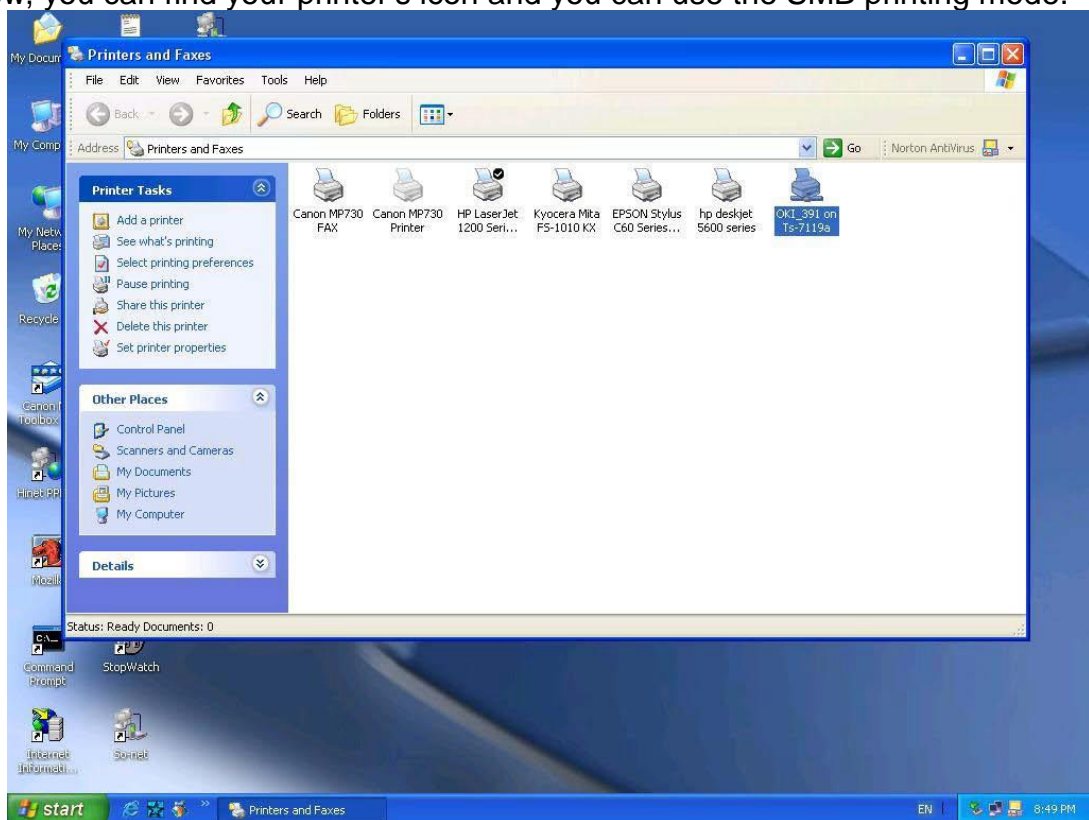 you can find your printer's icon and you can use the SMB printing mode.
My Docum
Printers and Faxes
File Edit View Favorites Tools Help
Back Search Folders
My Comp
Address Printers and Faxes Go Norton AntiVirus
Printer Tasks
Add a printer
See what's printing
Select printing preferences
Pause printing
Share this printer
Delete this printer
Set printer properties
Canon MP730 FAX
Canon MP730 Printer
HP LaserJet 1200 Seri...
Kyocera Mita FS-1010 KX
EPSON Stylus C60 Series...
hp deskjet 5600 series
OKI_391 on Ts-7119a
My Netw
Places
Recycle
Other Places
Control Panel
Scanners and Cameras
My Documents
My Pictures
My Computer
Canon
Toolbox
Hinet PP
Details
Mozill
Status: Ready Documents: 0
C:\_
Command
Prompt
StopWatch
Internet
Informati...
So-net
start Printers and Faxes EN 8:49 PM